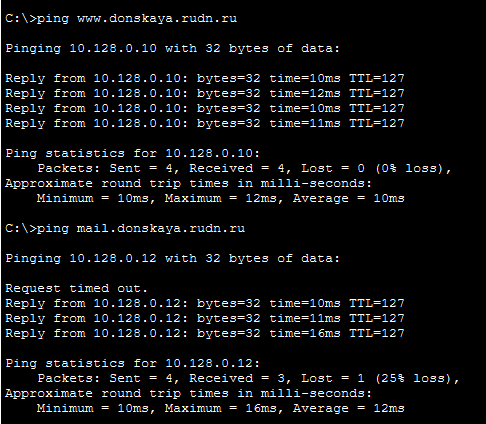 C:\>ping www.donskaya.rudn.ru
Pinging 10.128.0.10 with 32 bytes of data:
Reply from 10.128.0.10: bytes=32 time=10ms TTL=127
Reply from 10.128.0.10: bytes=32 time=12ms TTL=127
Reply from 10.128.0.10: bytes=32 time=10ms TTL=127
Reply from 10.128.0.10: bytes=32 time=11ms TTL=127
Ping statistics for 10.128.0.10:
    Packets: Sent = 4, Received = 4, Lost = 0 (0% loss),
Approximate round trip times in milli-seconds:
    Minimum = 10ms, Maximum = 12ms, Average = 10ms
C:\>ping mail.donskaya.rudn.ru
Pinging 10.128.0.12 with 32 bytes of data:
Request timed out.
Reply from 10.128.0.12: bytes=32 time=10ms TTL=127
Reply from 10.128.0.12: bytes=32 time=11ms TTL=127
Reply from 10.128.0.12: bytes=32 time=16ms TTL=127
Ping statistics for 10.128.0.12:
    Packets: Sent = 4, Received = 3, Lost = 1 (25% loss),
Approximate round trip times in milli-seconds:
    Minimum = 10ms, Maximum = 16ms, Average = 12ms